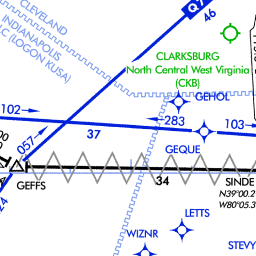 CLEVELAND
INDIANAPOLIS
-C (LOGON KUSA)
46
CLARKSBURG
North Central West Virginia
(CKB)
GEHOL
102
283
103
057
37
GEQUE
GEFFS
34
SINDE
N39°00.2
W80°05.3
24
LETTS
WIZNR
STEVY